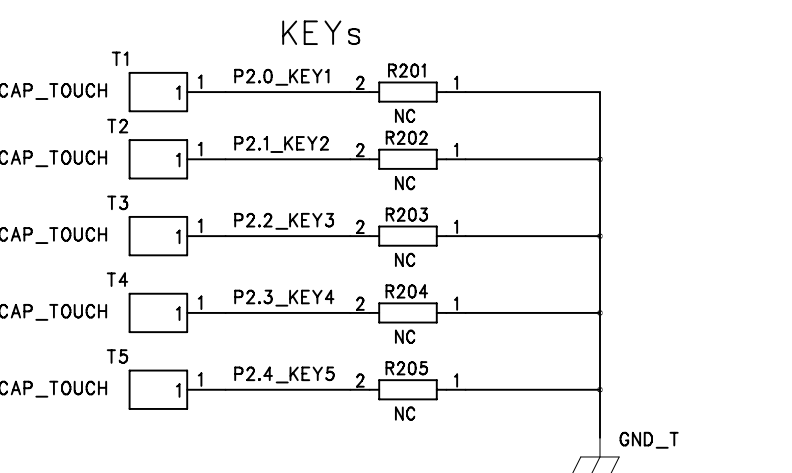 KEYs
T1
CAP_TOUCH 1 1 P2.0_KEY1 2 R201 1
NC
T2
CAP_TOUCH 1 1 P2.1_KEY2 2 R202 1
NC
T3
CAP_TOUCH 1 1 P2.2_KEY3 2 R203 1
NC
T4
CAP_TOUCH 1 1 P2.3_KEY4 2 R204 1
NC
T5
CAP_TOUCH 1 1 P2.4_KEY5 2 R205 1
NC
GND_T